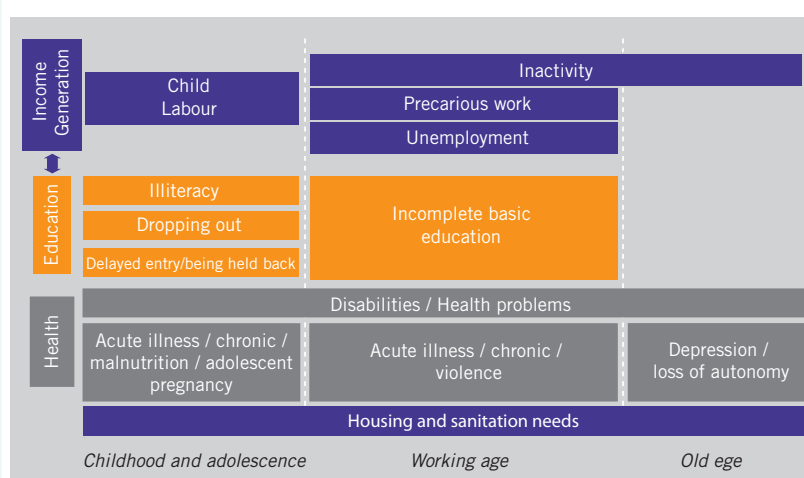 Income
Generation
Child
Labour
Inactivity
Precarious work
Unemployment
Education
Illiteracy
Dropping out
Delayed entry/being held back
Incomplete basic
education
Health
Disabilities / Health problems
Acute illness / chronic /
malnutrition / adolescent
pregnancy
Acute illness / chronic /
violence
Depression /
loss of autonomy
Housing and sanitation needs
Childhood and adolescence
Working age
Old ege